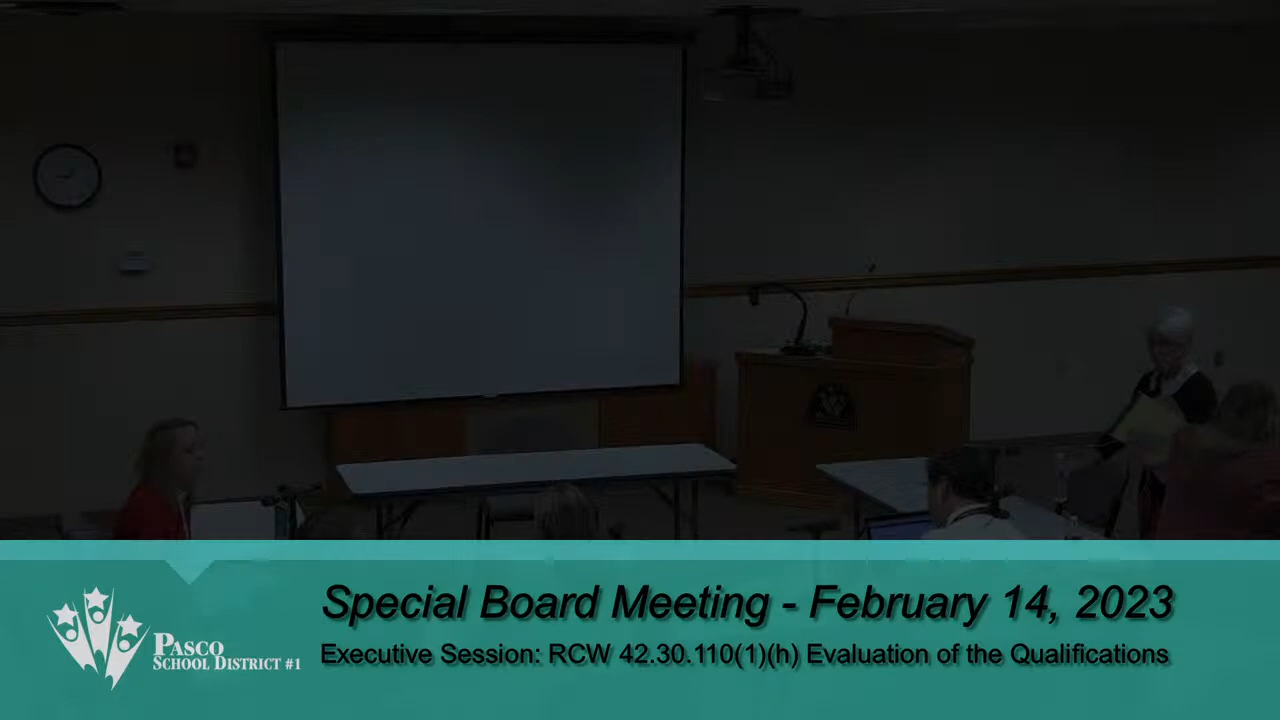 Special Board Meeting - February 14, 2023
Executive Session: RCW 42.30.110(1)(h) Evaluation of the Qualifications
PASCO
SCHOOL DISTRICT #1